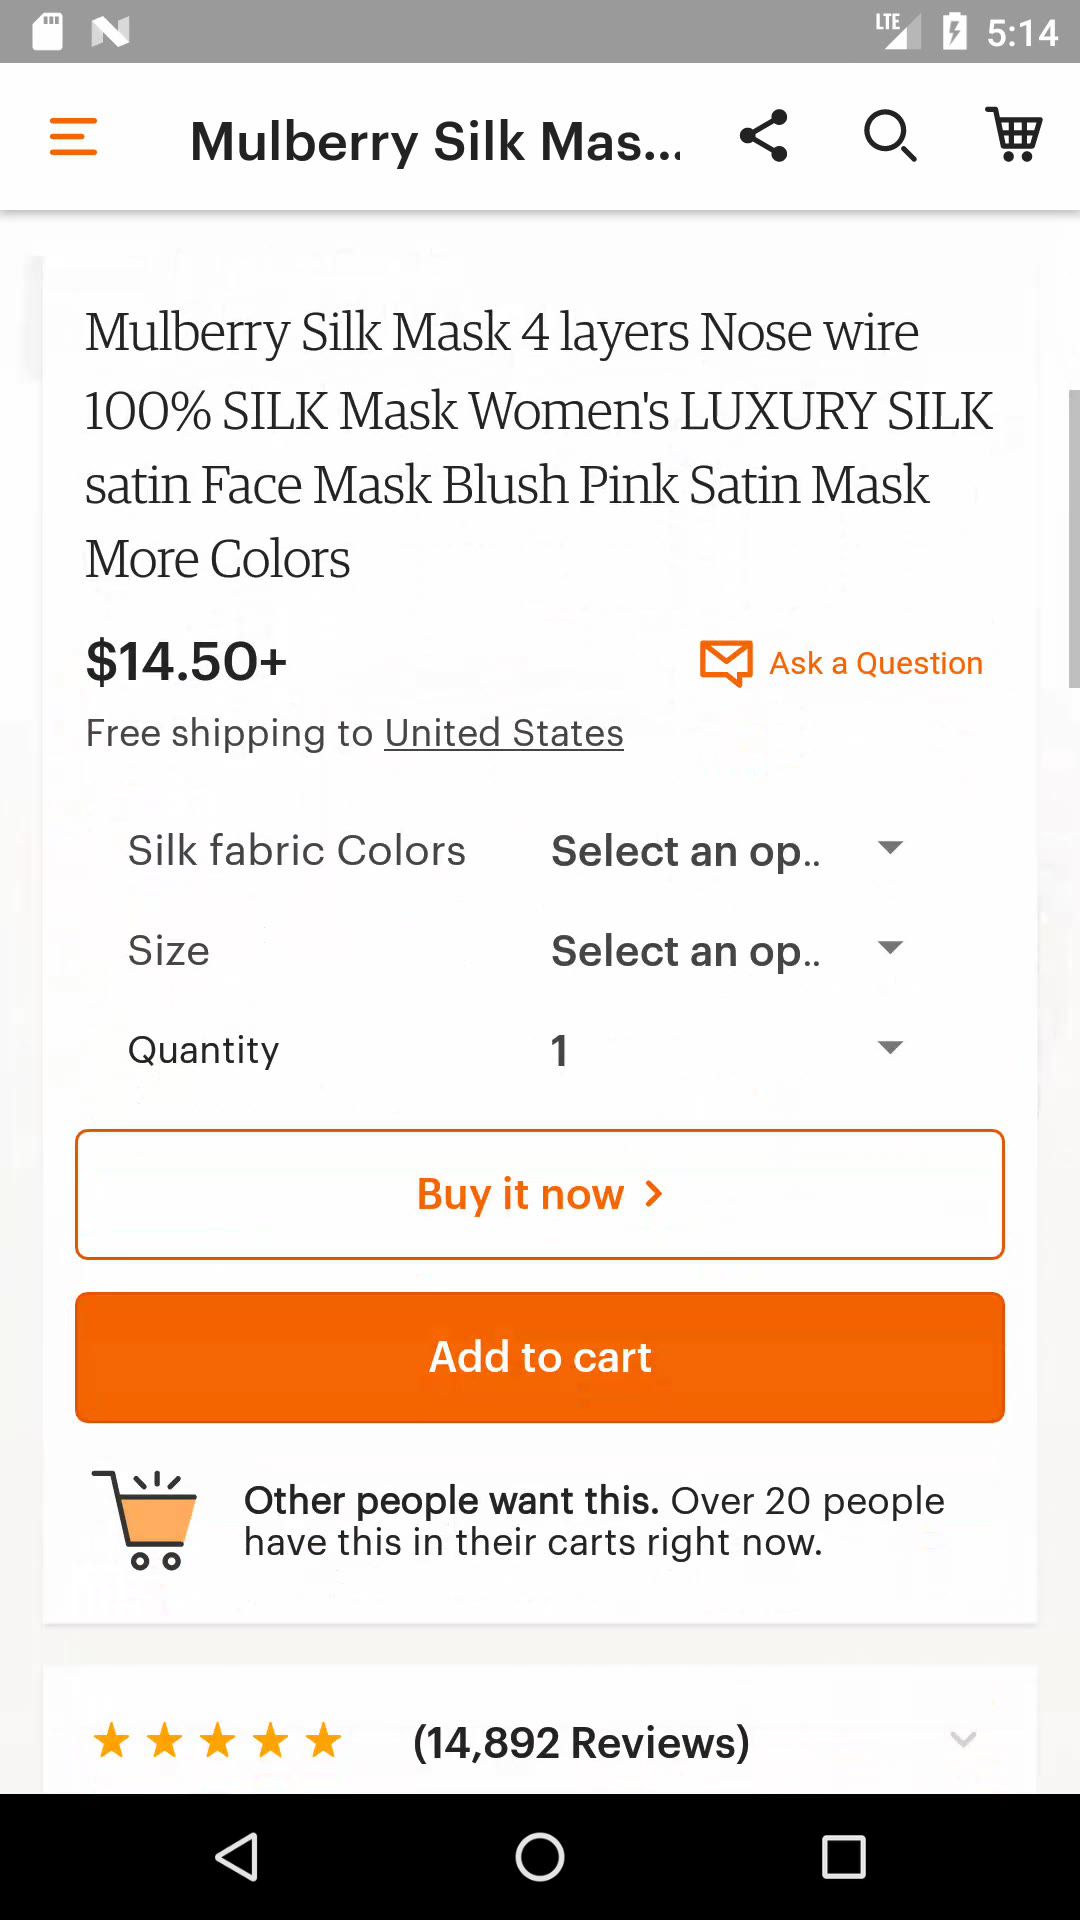 LTE 5:14
Mulberry Silk Mas...
Mulberry Silk Mask 4 layers Nose wire
100% SILK Mask Women's LUXURY SILK
satin Face Mask Blush Pink Satin Mask
More Colors
$14.50+
Ask a Question
Free shipping to United States
Silk fabric Colors Select an op..
Size Select an op..
Quantity 1
Buy it now
Add to cart
Other people want this. Over 20 people
have this in their carts right now.
(14,892 Reviews)